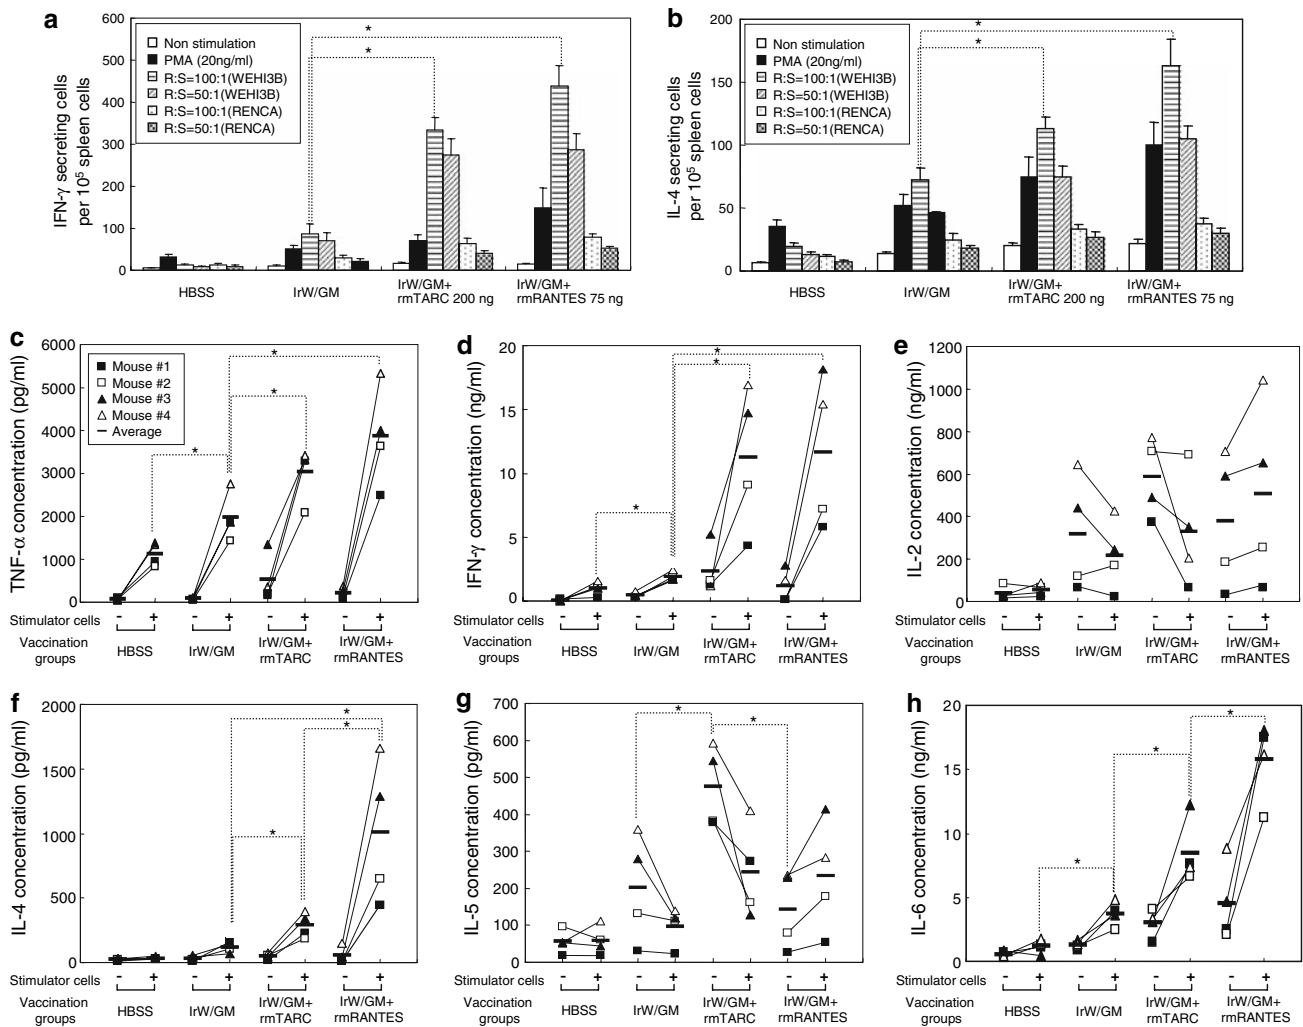 a
600
500
400
300
200
100
0
IFN-γ secreting cells
per 10⁵ spleen cells
Non stimulation
PMA (20ng/ml)
R:S=100:1(WEHI3B)
R:S=50:1(WEHI3B)
R:S=100:1(RENCA)
R:S=50:1(RENCA)
*
*
HBSS
IrW/GM
IrW/GM+
rmTARC 200 ng
IrW/GM+
rmRANTES 75 ng
b
200
150
100
50
0
IL-4 secreting cells
per 10⁵ spleen cells
Non stimulation
PMA (20ng/ml)
R:S=100:1(WEHI3B)
R:S=50:1(WEHI3B)
R:S=100:1(RENCA)
R:S=50:1(RENCA)
*
*
HBSS
IrW/GM
IrW/GM+
rmTARC 200 ng
IrW/GM+
rmRANTES 75 ng
c
6000
5000
4000
3000
2000
1000
0
TNF-α concentration (pg/ml)
Mouse #1
Mouse #2
Mouse #3
Mouse #4
Average
*
*
*
Stimulator cells - + - + - + - +
Vaccination
groups
HBSS
IrW/GM
IrW/GM+
rmTARC
IrW/GM+
rmRANTES
d
20
15
10
5
0
IFN-γ concentration (pg/ml)
*
*
*
Stimulator cells - + - + - + - +
Vaccination
groups
HBSS
IrW/GM
IrW/GM+
rmTARC
IrW/GM+
rmRANTES
e
1200
1000
800
600
400
200
0
IL-2 concentration (ng/ml)
Stimulator cells - + - + - + - +
Vaccination
groups
HBSS
IrW/GM
IrW/GM+
rmTARC
IrW/GM+
rmRANTES
f
2000
1500
1000
500
0
IL-4 concentration (pg/ml)
*
*
*
Stimulator cells - + - + - + - +
Vaccination
groups
HBSS
IrW/GM
IrW/GM+
rmTARC
IrW/GM+
rmRANTES
g
700
600
500
400
300
200
100
0
IL-5 concentration (pg/ml)
*
*
Stimulator cells - + - + - + - +
Vaccination
groups
HBSS
IrW/GM
IrW/GM+
rmTARC
IrW/GM+
rmRANTES
h
20
15
10
5
0
IL-6 concentration (ng/ml)
*
*
*
Stimulator cells - + - + - + - +
Vaccination
groups
HBSS
IrW/GM
IrW/GM+
rmTARC
IrW/GM+
rmRANTES